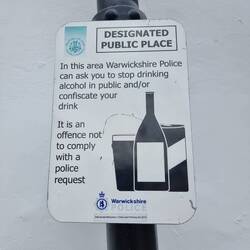 DESIGNATED
PUBLIC PLACE
In this area Warwickshire Police
can ask you to stop drinking
alcohol in public and/or
confiscate your
drink
It is an
offence not
to comply
with a
police
request
Warwickshire
POLICE